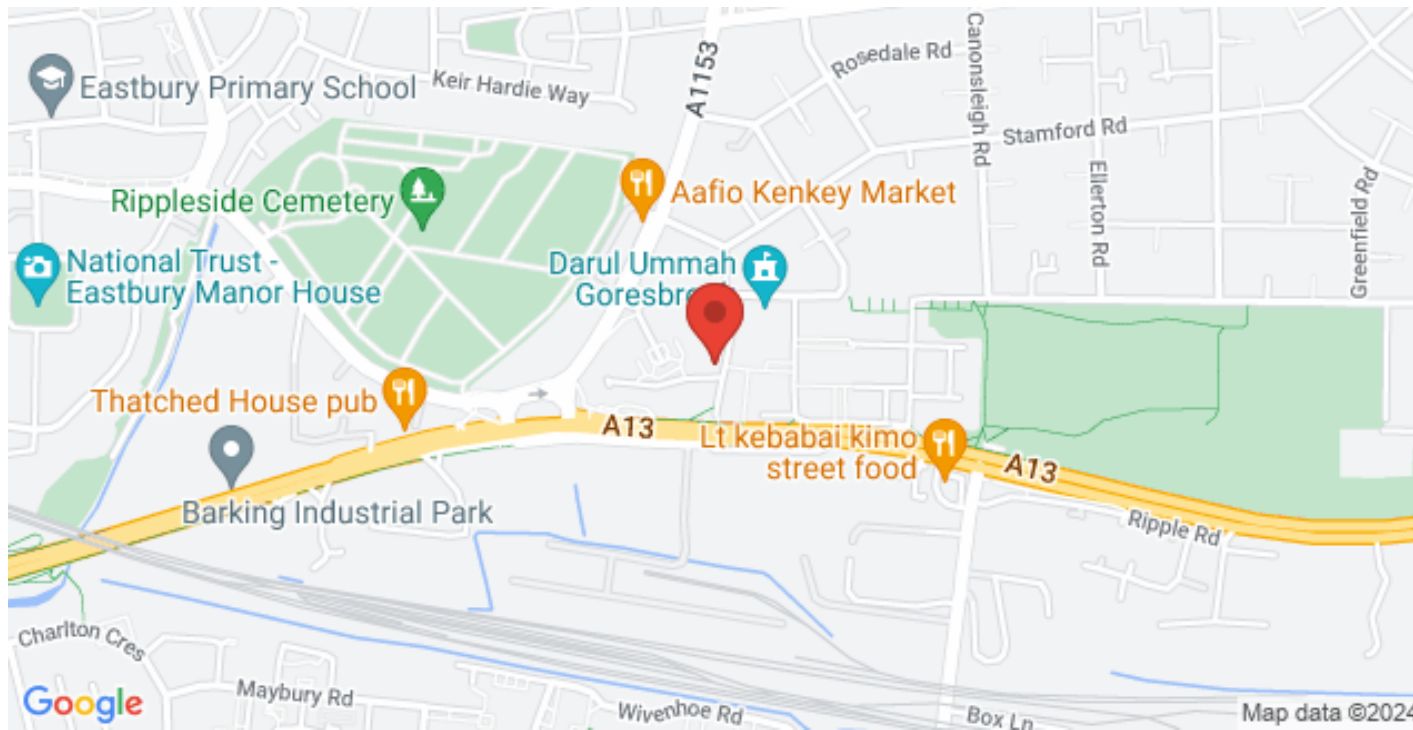 Canonsleigh Rd
Rosedale Rd
A1153
Eastbury Primary School
Keir Hardie Way
Stamford Rd
Ellerton Rd
Greenfield Rd
Rippleside Cemetery
Aafio Kenkey Market
National Trust -
Eastbury Manor House
Darul Ummah
Thatched House pub
A13
Lt kebabai kimo
street food
A13
Barking Industrial Park
Ripple Rd
Charlton Cres
Maybury Rd
Wivenhoe Rd
Box Ln
Google
Map data ©2024